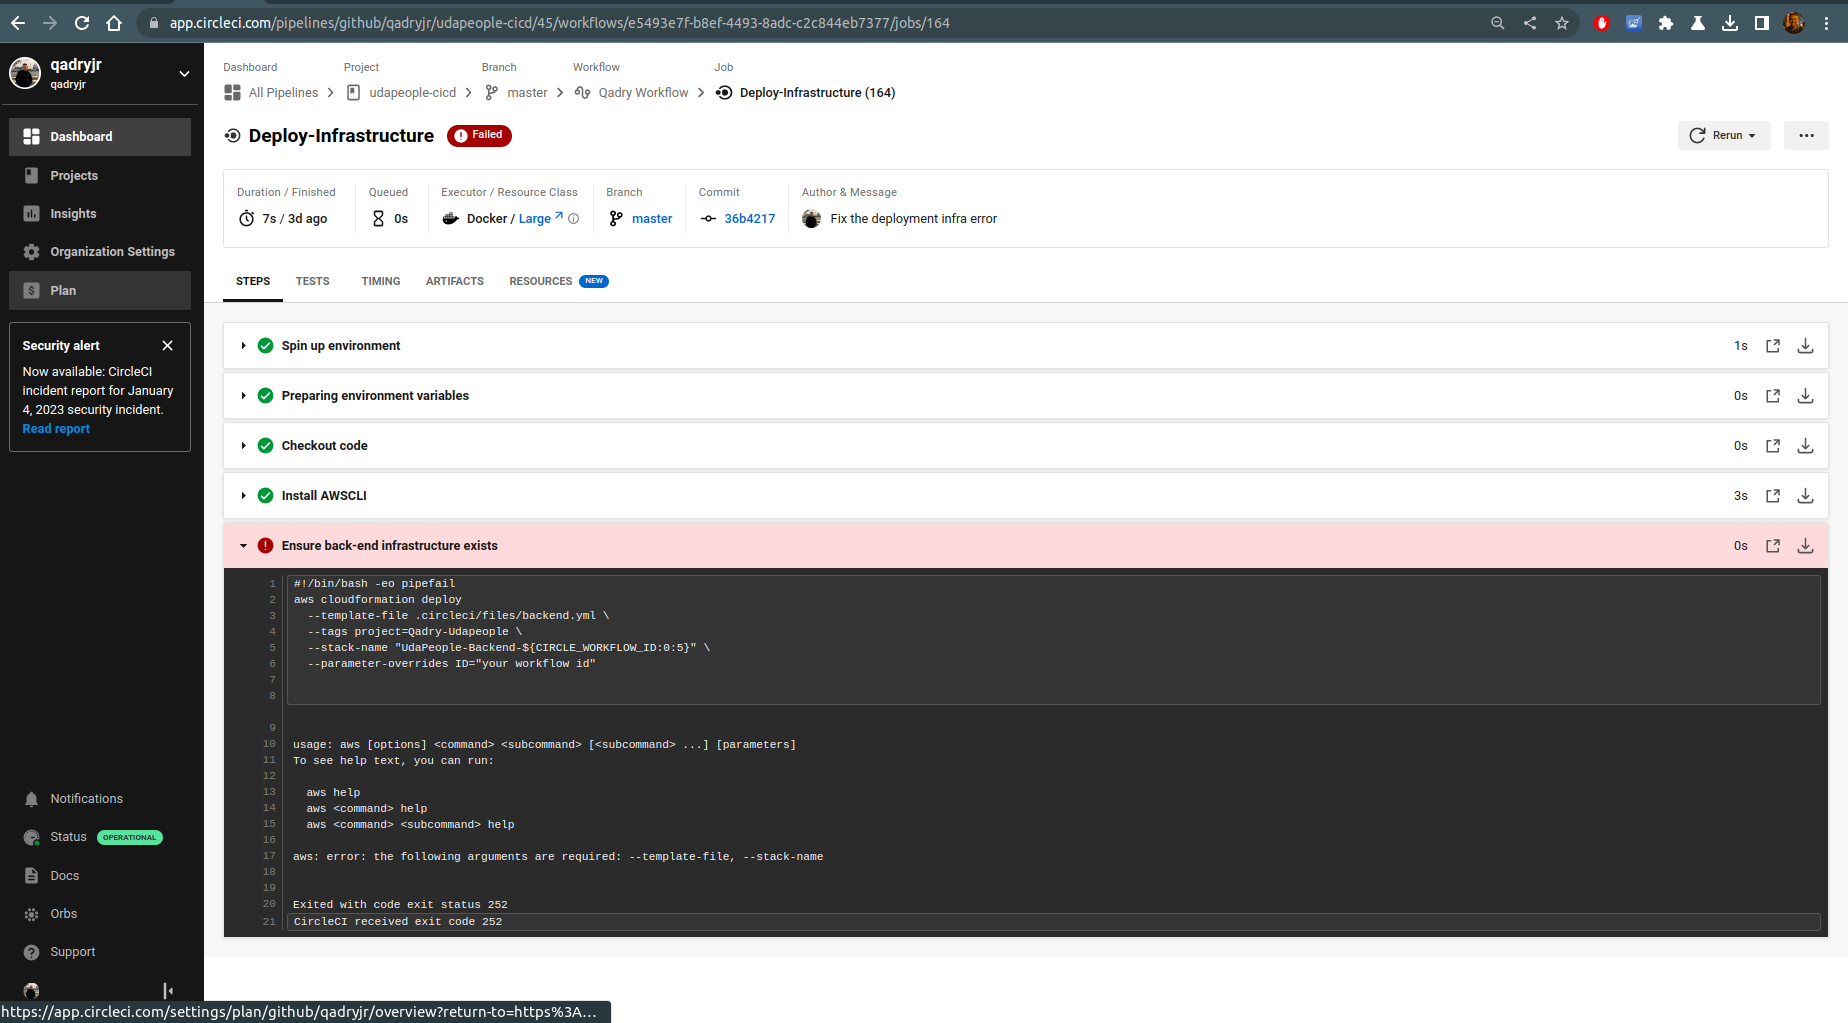 app.circleci.com/pipelines/github/qadryjr/udapeople-cicd/45/workflows/e5493e7f-b8ef-4493-8adc-c2c844eb7377/jobs/164
qadryjr
qadryjr
Dashboard
Projects
Insights
Organization Settings
Plan
Security alert
Now available: CircleCI
incident report for January
4, 2023 security incident.
Read report
Notifications
Status OPERATIONAL
Docs
Orbs
Support
Dashboard Project Branch Workflow Job
All Pipelines udapeople-cicd master Qadry Workflow Deploy-Infrastructure (164)
Deploy-Infrastructure Failed
Rerun
Duration / Finished Queued Executor / Resource Class Branch Commit Author & Message
7s / 3d ago 0s Docker / Large master 36b4217 Fix the deployment infra error
STEPS TESTS TIMING ARTIFACTS RESOURCES NEW
Spin up environment 1s
Preparing environment variables 0s
Checkout code 0s
Install AWSCLI 3s
Ensure back-end infrastructure exists 0s
1 #!/bin/bash -eo pipefail
2 aws cloudformation deploy
3 --template-file .circleci/files/backend.yml \
4 --tags project=Qadry-Udapeople \
5 --stack-name "UdaPeople-Backend-${CIRCLE_WORKFLOW_ID:0:5}" \
6 --parameter-overrides ID="your workflow id"
7
8
9
10 usage: aws [options] <command> <subcommand> [<subcommand> ...] [parameters]
11 To see help text, you can run:
12
13 aws help
14 aws <command> help
15 aws <command> <subcommand> help
16
17 aws: error: the following arguments are required: --template-file, --stack-name
18
19
20 Exited with code exit status 252
21 CircleCI received exit code 252
https://app.circleci.com/settings/plan/github/qadryjr/overview?return-to=https%3A...